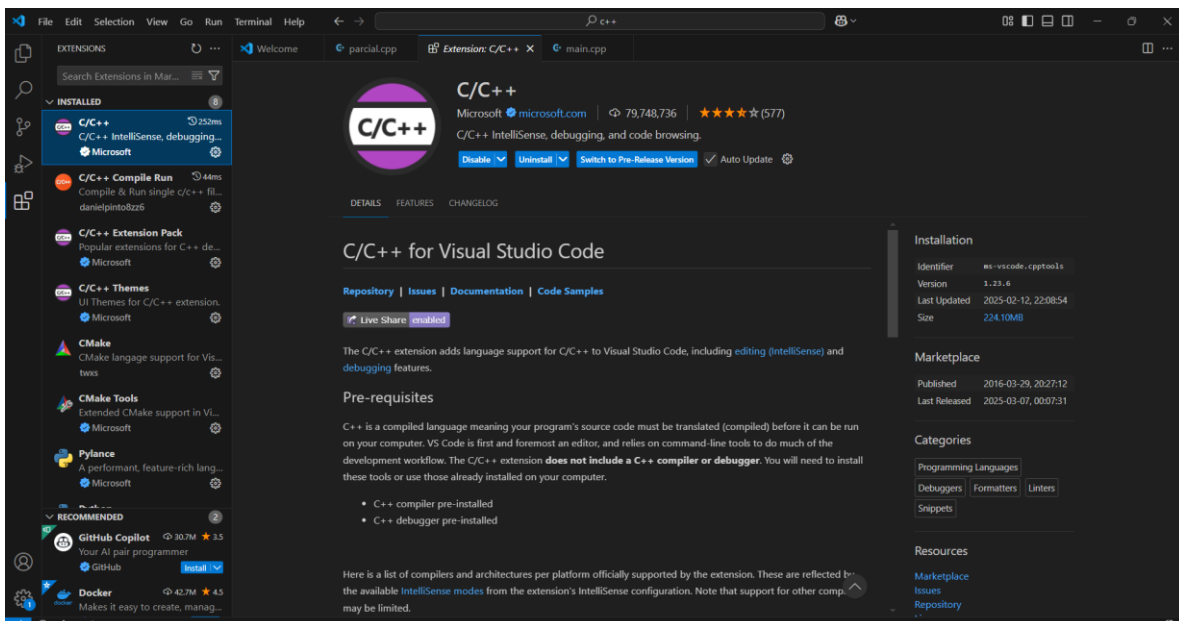 File Edit Selection View Go Run Terminal Help
c++
EXTENSIONS
Search Extensions in Mar...
INSTALLED 8
C/C++ 252ms
C/C++ IntelliSense, debugging...
Microsoft
C/C++ Compile Run 44ms
Compile & Run single c/c++ fil...
danielpinto8zz6
C/C++ Extension Pack
Popular extensions for C++ de...
Microsoft
C/C++ Themes
UI Themes for C/C++ extension.
Microsoft
CMake
CMake langage support for Vis...
twxs
CMake Tools
Extended CMake support in Vi...
Microsoft
Pylance
A performant, feature-rich lang...
Microsoft
RECOMMENDED 2
GitHub Copilot 30.7M 3.5
Your AI pair programmer
GitHub Install
Docker 42.7M 4.5
Makes it easy to create, manag...
1
Welcome parcial.cpp Extension: C/C++ main.cpp
C/C++
C/C++
Microsoft microsoft.com 79,748,736 (577)
C/C++ IntelliSense, debugging, and code browsing.
Disable Uninstall Switch to Pre-Release Version Auto Update
DETAILS FEATURES CHANGELOG
C/C++ for Visual Studio Code
Repository | Issues | Documentation | Code Samples
Live Share enabled
The C/C++ extension adds language support for C/C++ to Visual Studio Code, including editing (IntelliSense) and
debugging features.
Pre-requisites
C++ is a compiled language meaning your program's source code must be translated (compiled) before it can be run
on your computer. VS Code is first and foremost an editor, and relies on command-line tools to do much of the
development workflow. The C/C++ extension does not include a C++ compiler or debugger. You will need to install
these tools or use those already installed on your computer.
• C++ compiler pre-installed
• C++ debugger pre-installed
Here is a list of compilers and architectures per platform officially supported by the extension. These are reflected by
the available IntelliSense modes from the extension's IntelliSense configuration. Note that support for other comp
may be limited.
Installation
Identifier ms-vscode.cpptools
Version 1.23.6
Last Updated 2025-02-12, 22:08:54
Size 224.10MB
Marketplace
Published 2016-03-29, 20:27:12
Last Released 2025-03-07, 00:07:31
Categories
Programming Languages
Debuggers Formatters Linters
Snippets
Resources
Marketplace
Issues
Repository